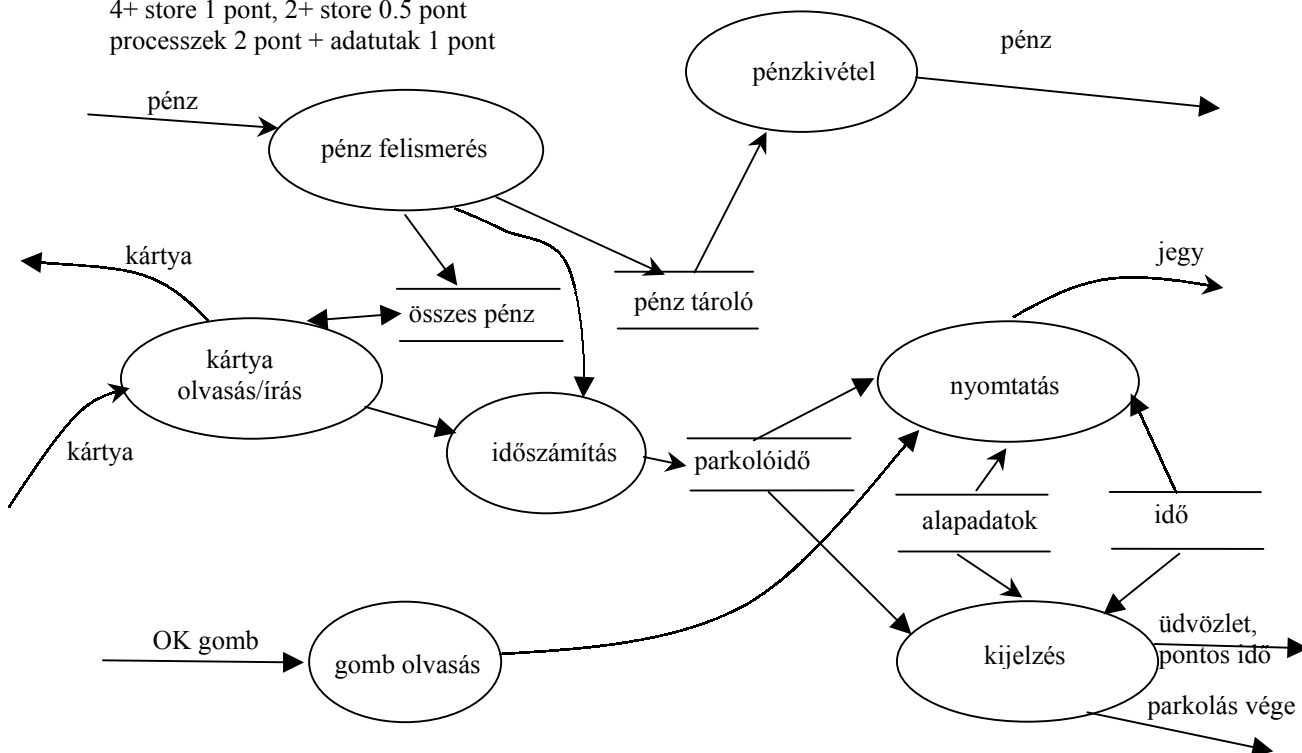 4+ store 1 pont, 2+ store 0.5 pont
processzek 2 pont + adatutak 1 pont
pénz
pénzkivétel
pénz
pénz felismerés
kártya
jegy
pénz tároló
összes pénz
kártya
olvasás/írás
nyomtatás
kártya
időszámítás
parkolóidő
alapadatok
idő
OK gomb
gomb olvasás
kijelzés
üdvözlet,
pontos idő
parkolás vége